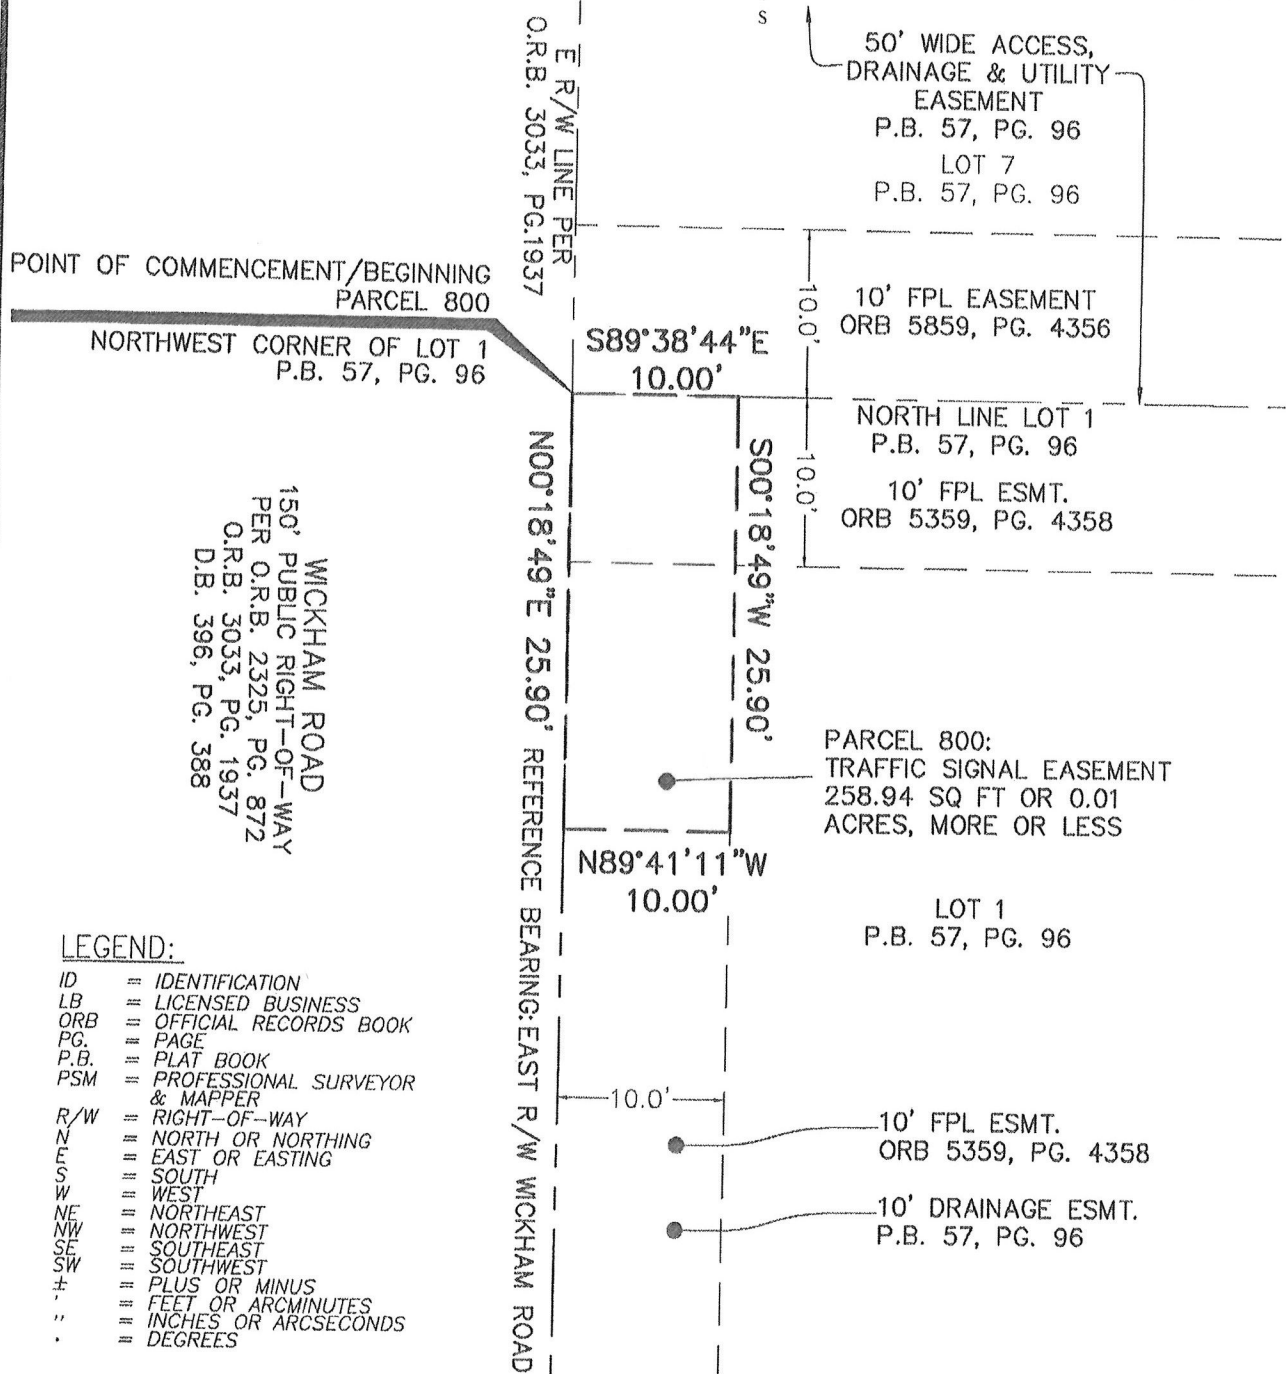 S
50' WIDE ACCESS,
DRAINAGE & UTILITY
EASEMENT
P.B. 57, PG. 96
LOT 7
P.B. 57, PG. 96
E R/W LINE PER
O.R.B. 3033, PG.1937
POINT OF COMMENCEMENT/BEGINNING
PARCEL 800
NORTHWEST CORNER OF LOT 1
P.B. 57, PG. 96
S89°38'44"E
10.00'
10.0'
10' FPL EASEMENT
ORB 5859, PG. 4356
NORTH LINE LOT 1
P.B. 57, PG. 96
10.0'
10' FPL ESMT.
ORB 5359, PG. 4358
N00°18'49"E 25.90'
S00°18'49"W 25.90'
WICKHAM ROAD
150' PUBLIC RIGHT-OF-WAY
PER O.R.B. 2325, PG. 872
O.R.B. 3033, PG. 1937
D.B. 396, PG. 388
REFERENCE BEARING: EAST R/W WICKHAM ROAD
PARCEL 800:
TRAFFIC SIGNAL EASEMENT
258.94 SQ FT OR 0.01
ACRES, MORE OR LESS
N89°41'11"W
10.00'
LOT 1
P.B. 57, PG. 96
10.0'
10' FPL ESMT.
ORB 5359, PG. 4358
10' DRAINAGE ESMT.
P.B. 57, PG. 96
LEGEND:
ID = IDENTIFICATION
LB = LICENSED BUSINESS
ORB = OFFICIAL RECORDS BOOK
PG. = PAGE
P.B. = PLAT BOOK
PSM = PROFESSIONAL SURVEYOR
& MAPPER
R/W = RIGHT-OF-WAY
N = NORTH OR NORTHING
E = EAST OR EASTING
S = SOUTH
W = WEST
NE = NORTHEAST
NW = NORTHWEST
SE = SOUTHEAST
SW = SOUTHWEST
± = PLUS OR MINUS
' = FEET OR ARCMINUTES
" = INCHES OR ARCSECONDS
° = DEGREES